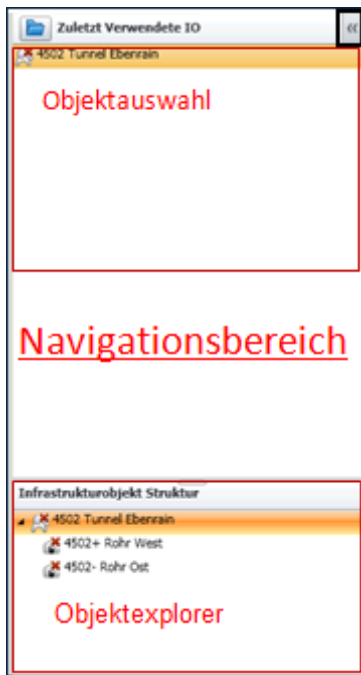 Zuletzt Verwendete IO «
4502 Tunnel Ebenrain
Objektauswahl
Navigationsbereich
Infrastrukturobjekt Struktur
4502 Tunnel Ebenrain
4502+ Rohr West
4502- Rohr Ost
Objektexplorer